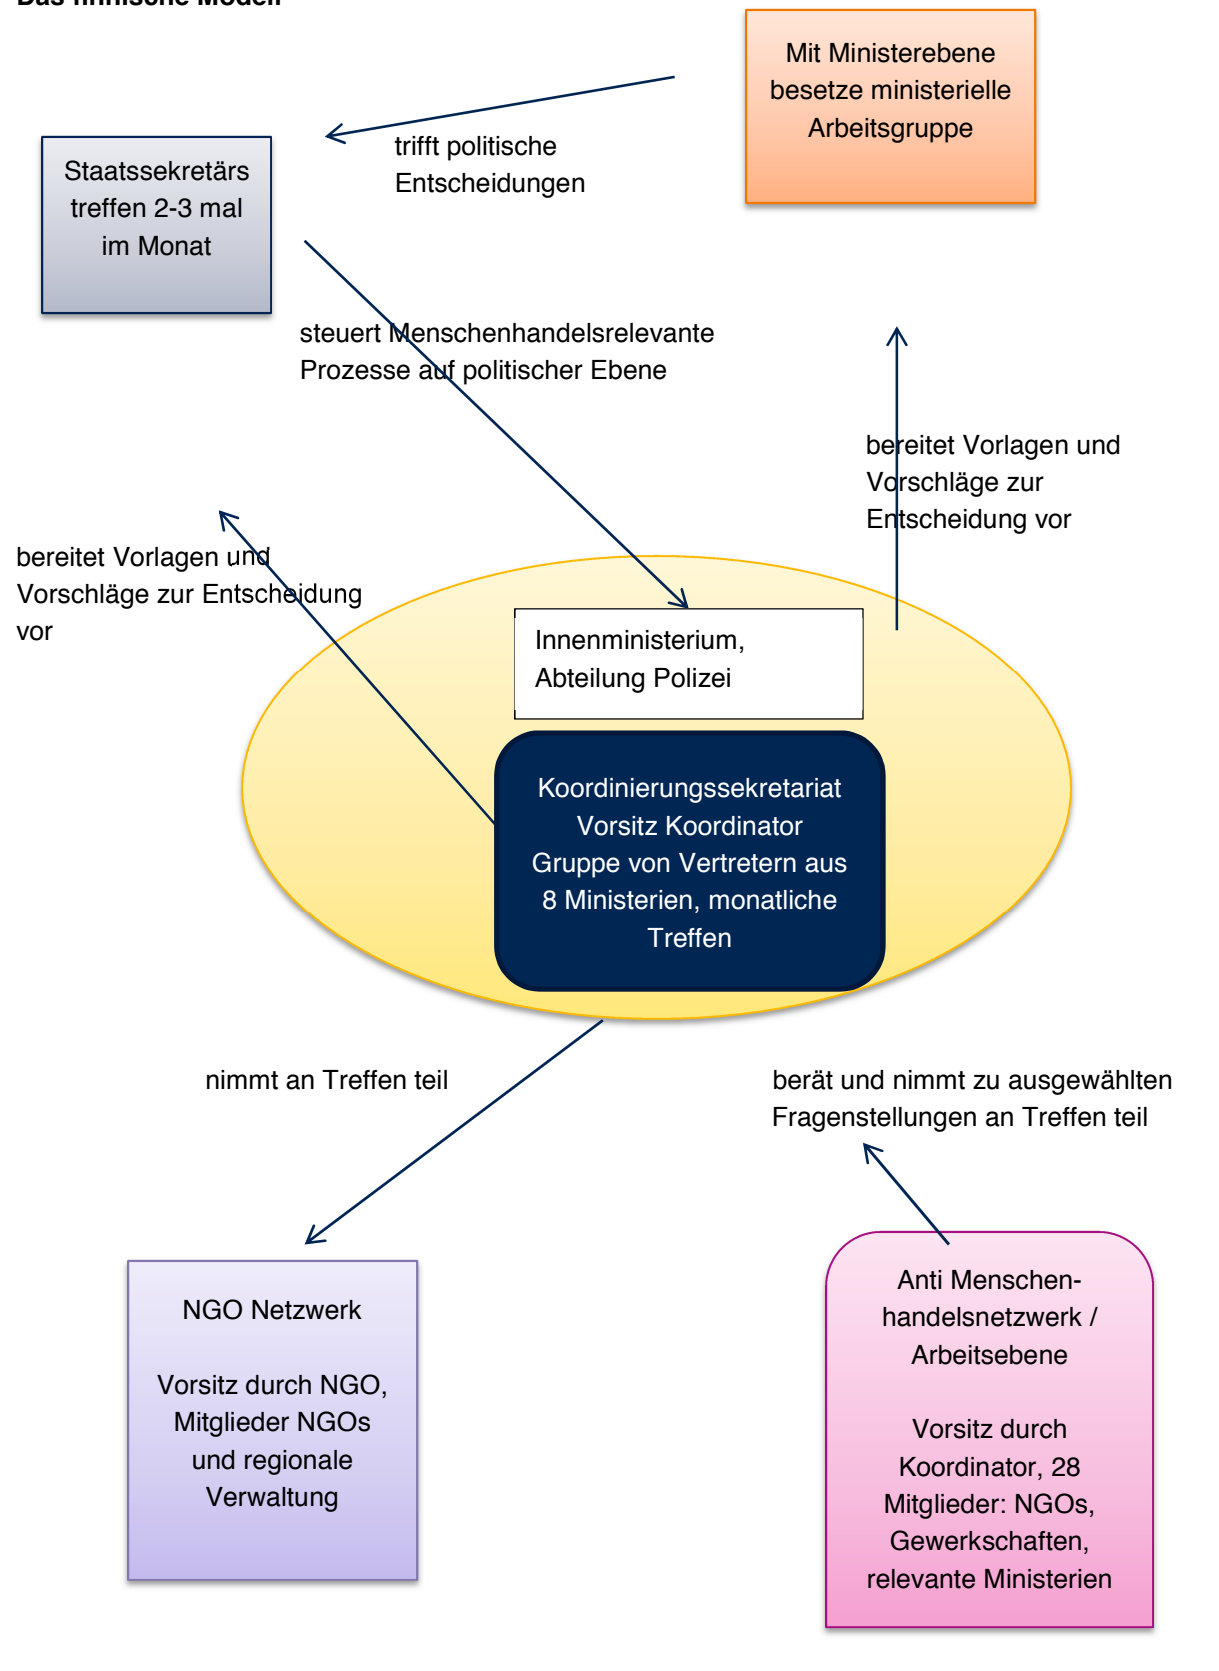 Das finnische Modell
Mit Ministerebene
besetze ministerielle
Arbeitsgruppe
trifft politische
Entscheidungen
Staatssekretärs
treffen 2-3 mal
im Monat
steuert Menschenhandelsrelevante
Prozesse auf politischer Ebene
bereitet Vorlagen und
Vorschläge zur
Entscheidung vor
bereitet Vorlagen und
Vorschläge zur Entscheidung
vor
Innenministerium,
Abteilung Polizei
Koordinierungssekretariat
Vorsitz Koordinator
Gruppe von Vertretern aus
8 Ministerien, monatliche
Treffen
nimmt an Treffen teil
berät und nimmt zu ausgewählten
Fragenstellungen an Treffen teil
NGO Netzwerk
Vorsitz durch NGO,
Mitglieder NGOs
und regionale
Verwaltung
Anti Menschen-
handelsnetzwerk /
Arbeitsebene
Vorsitz durch
Koordinator, 28
Mitglieder: NGOs,
Gewerkschaften,
relevante Ministerien